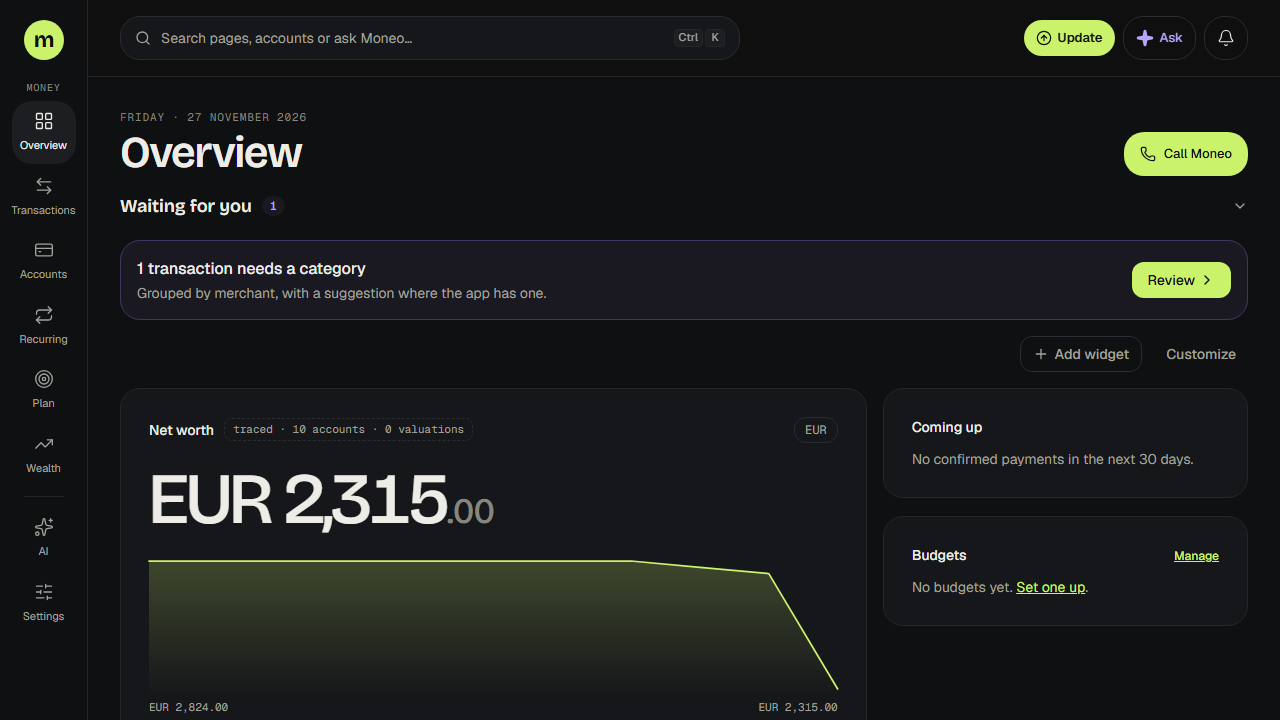 m
Search pages, accounts or ask Moneo...
Ctrl K
Update
Ask
MONEY
Overview
Transactions
Accounts
Recurring
Plan
Wealth
AI
Settings
FRIDAY · 27 NOVEMBER 2026
Overview
Call Moneo
Waiting for you 1
1 transaction needs a category
Grouped by merchant, with a suggestion where the app has one.
Review
Add widget
Customize
Net worth
traced · 10 accounts · 0 valuations
EUR
EUR 2,315.00
EUR 2,824.00
EUR 2,315.00
Coming up
No confirmed payments in the next 30 days.
Budgets
Manage
No budgets yet. Set one up.